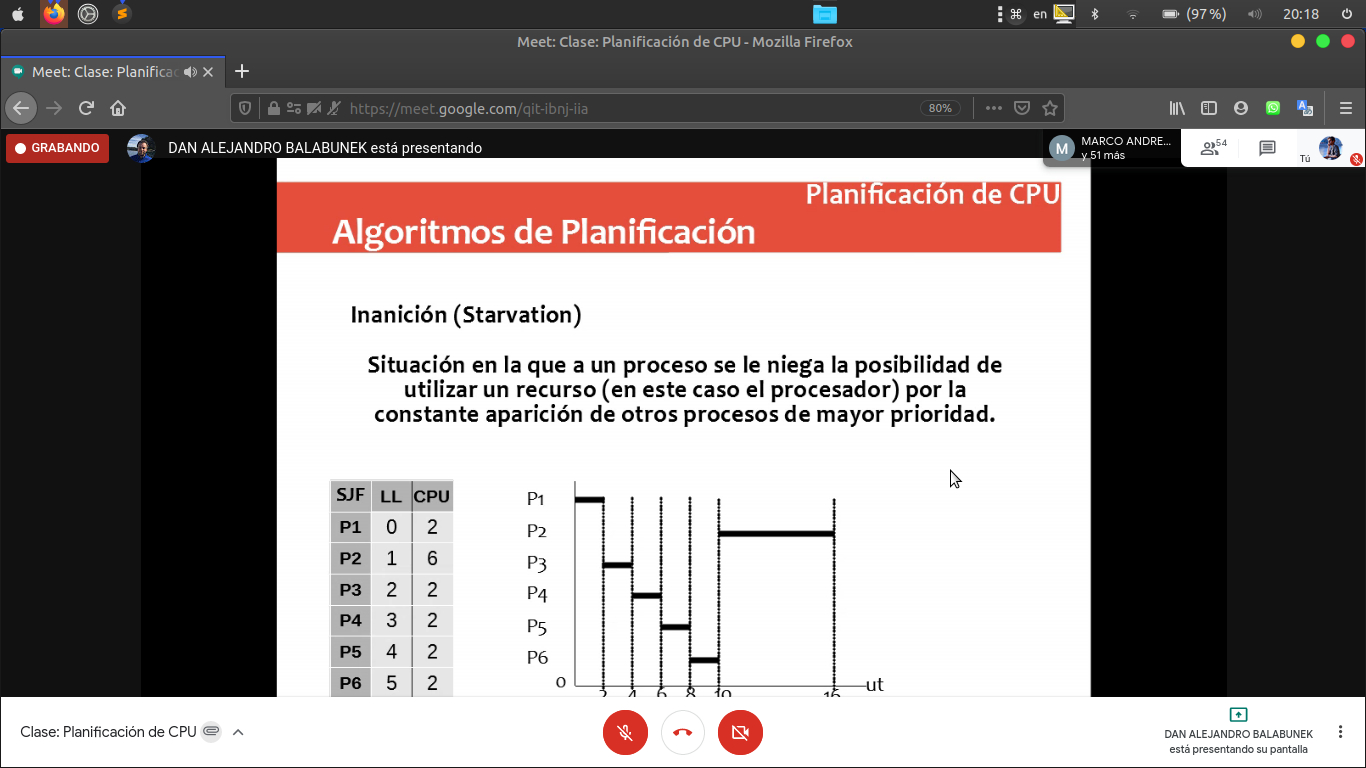 en
(97 %)
20:18
Meet: Clase: Planificación de CPU - Mozilla Firefox
Meet: Clase: Planificac
https://meet.google.com/qit-ibnj-iia
80%
GRABANDO
DAN ALEJANDRO BALABUNEK está presentando
M
MARCO ANDRE...
y 51 más
54
Tú
Planificación de CPU
Algoritmos de Planificación
Inanición (Starvation)
Situación en la que a un proceso se le niega la posibilidad de
utilizar un recurso (en este caso el procesador) por la
constante aparición de otros procesos de mayor prioridad.
SJF LL CPU
P1 0 2
P2 1 6
P3 2 2
P4 3 2
P5 4 2
P6 5 2
P1
P2
P3
P4
P5
P6
0 2 4 6 8 10 16 ut
Clase: Planificación de CPU
DAN ALEJANDRO BALABUNEK
está presentando su pantalla